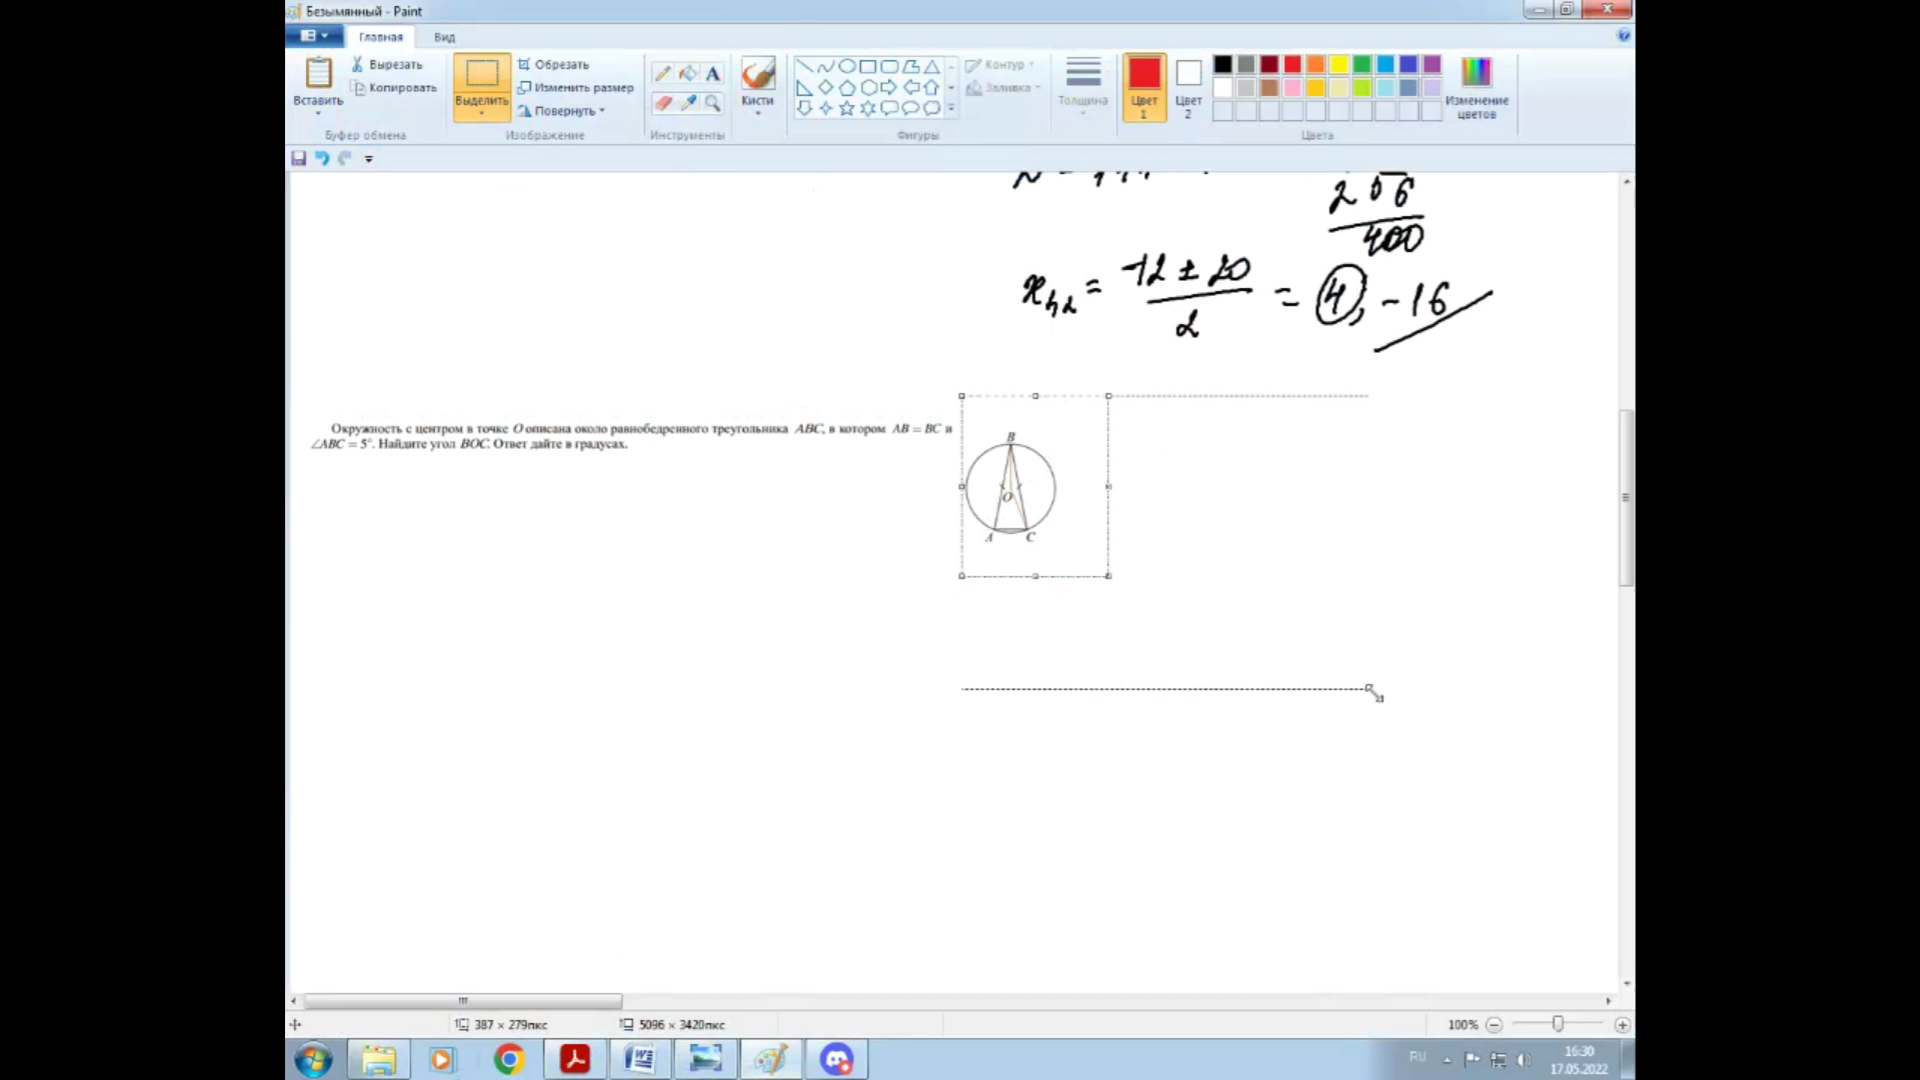 Безымянный - Paint
Главная
Вид
Вставить
Вырезать
Копировать
Буфер обмена
Выделить
Обрезать
Изменить размер
Повернуть
Изображение
A
Инструменты
Кисти
Контур
Заливка
Фигуры
Толщина
Цвет 1
Цвет 2
Изменение цветов
Цвета
256
400
x1,2 = -12 ± 20 / 2 = 4, -16
Окружность с центром в точке O описана около равнобедренного треугольника ABC, в котором AB = BC и
∠ABC = 5°. Найдите угол BOC. Ответ дайте в градусах.
B
O
A
C
387 × 279пкс
5096 × 3420пкс
100%
RU
16:30
17.05.2022